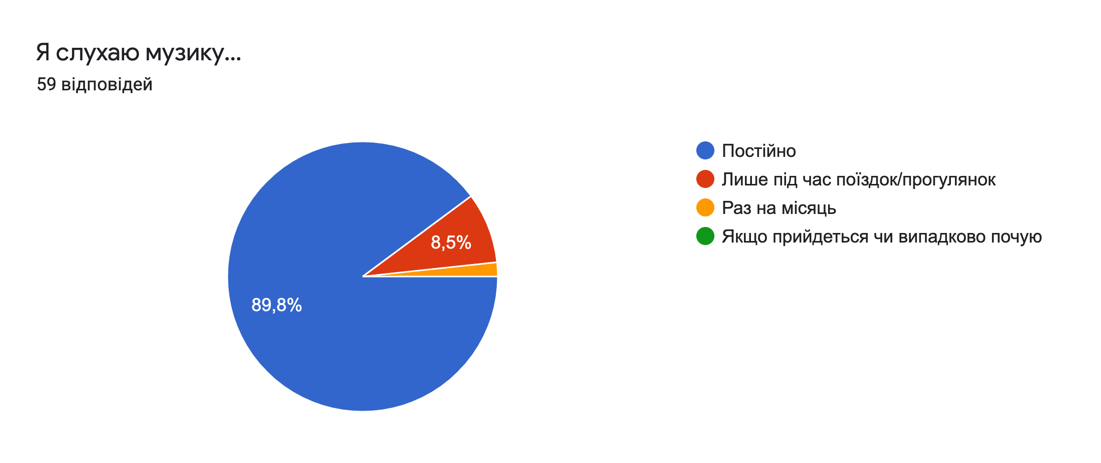 Я слухаю музику...
59 відповідей
Постійно
Лише під час поїздок/прогулянок
Раз на місяць
Якщо прийдеться чи випадково почую
8,5%
89,8%